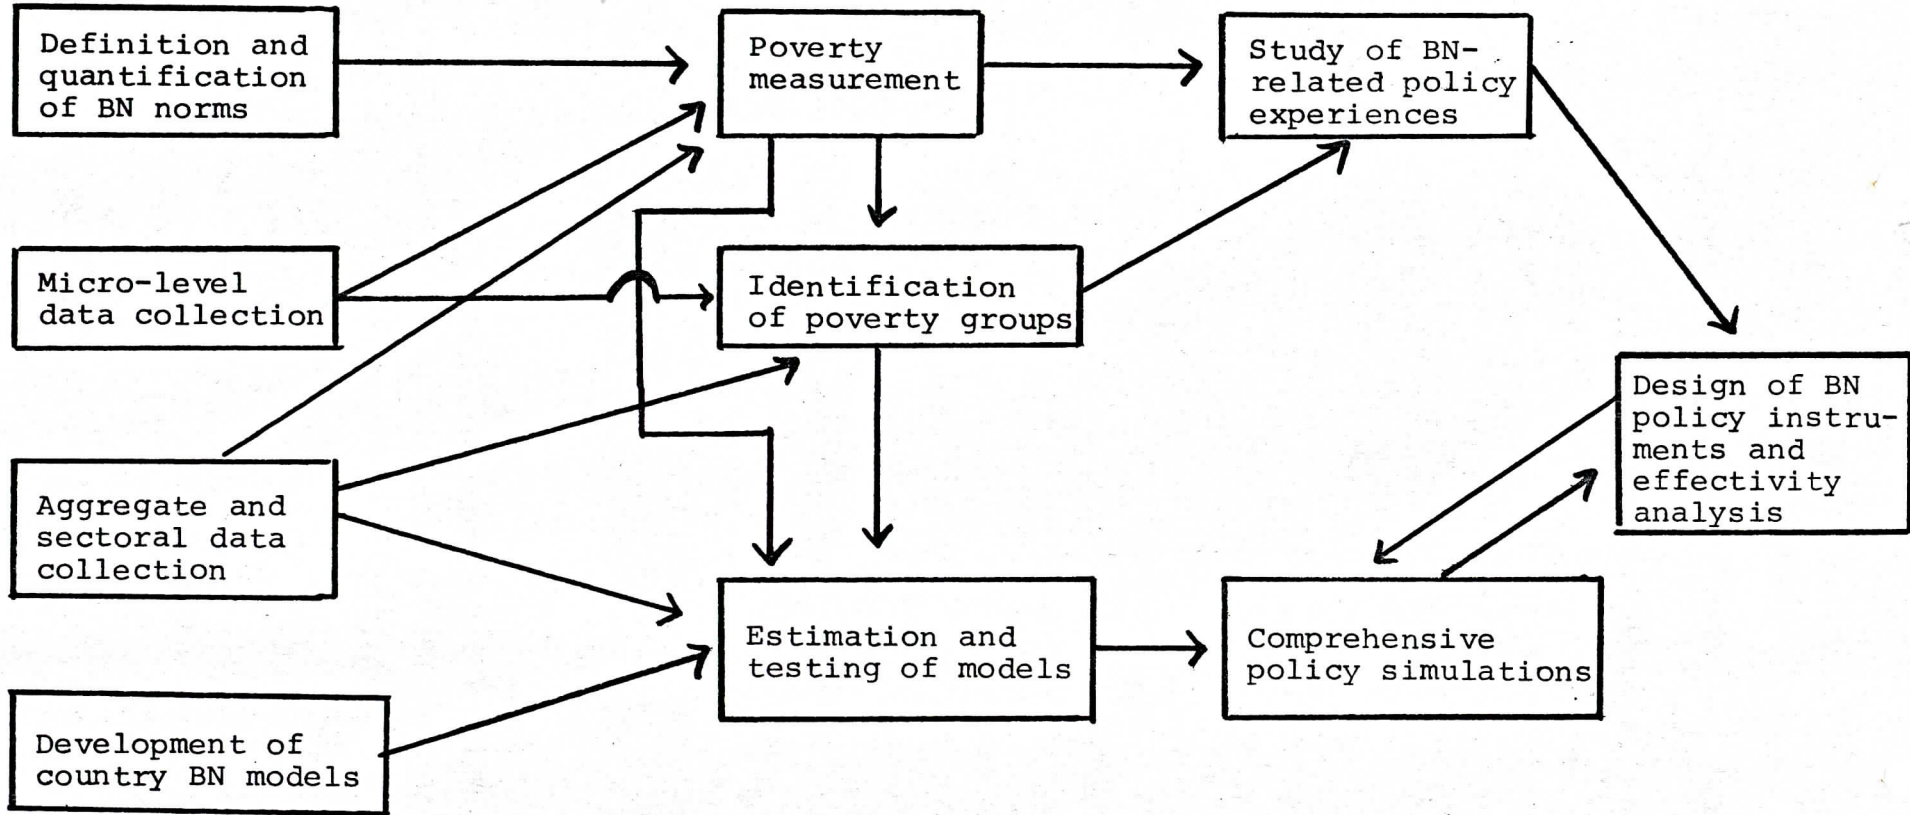 Definition and
quantification
of BN norms
Poverty
measurement
Study of BN-
related policy
experiences
Micro-level
data collection
Identification
of poverty groups
Design of BN
policy instru-
ments and
effectivity
analysis
Aggregate and
sectoral data
collection
Estimation and
testing of models
Comprehensive
policy simulations
Development of
country BN models